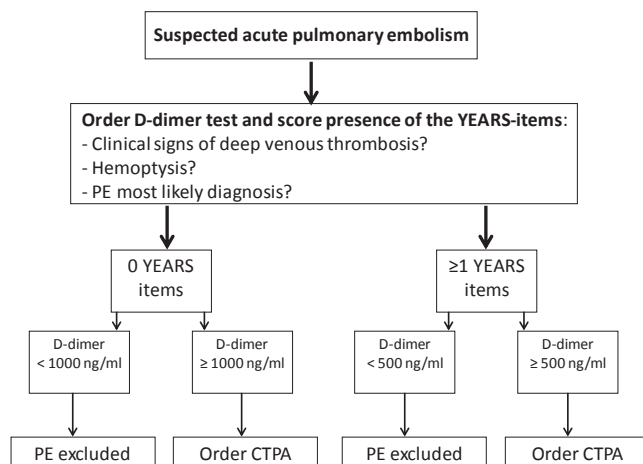 Suspected acute pulmonary embolism
Order D-dimer test and score presence of the YEARS-items:
- Clinical signs of deep venous thrombosis?
- Hemoptysis?
- PE most likely diagnosis?
0 YEARS
items
≥1 YEARS
items
D-dimer
< 1000 ng/ml
D-dimer
≥ 1000 ng/ml
D-dimer
< 500 ng/ml
D-dimer
≥ 500 ng/ml
PE excluded
Order CTPA
PE excluded
Order CTPA